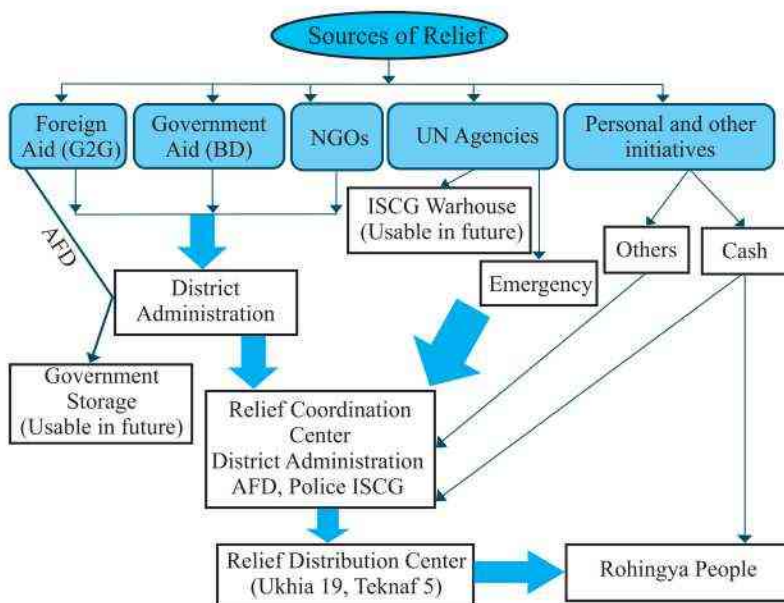 Sources of Relief
Foreign
Aid (G2G)
Government
Aid (BD)
NGOs
UN Agencies
Personal and other
initiatives
AFD
ISCG Warhouse
(Usable in future)
Others
Cash
District
Administration
Emergency
Government
Storage
(Usable in future)
Relief Coordination
Center
District Administration
AFD, Police ISCG
Relief Distribution Center
(Ukhia 19, Teknaf 5)
Rohingya People